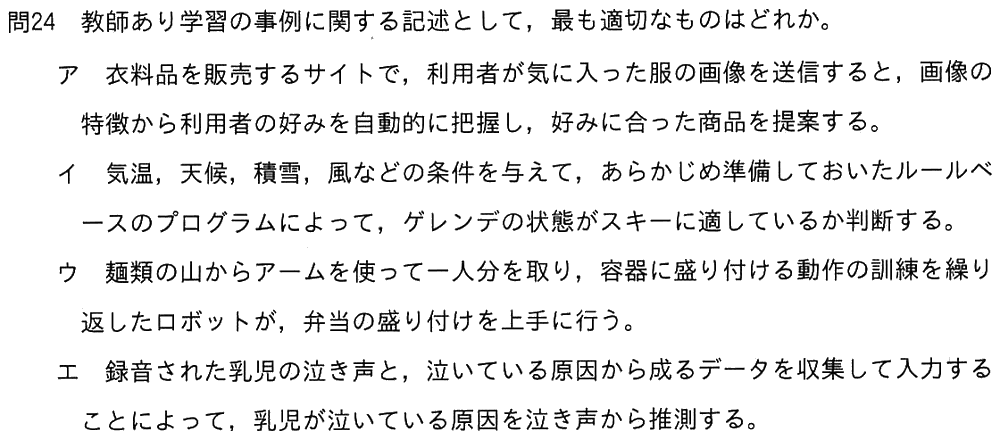 問24 教師あり学習の事例に関する記述として，最も適切なものはどれか。
ア 衣料品を販売するサイトで，利用者が気に入った服の画像を送信すると，画像の
特徴から利用者の好みを自動的に把握し，好みに合った商品を提案する。
イ 気温，天候，積雪，風などの条件を与えて，あらかじめ準備しておいたルールベ
ースのプログラムによって，ゲレンデの状態がスキーに適しているか判断する。
ウ 麺類の山からアームを使って一人分を取り，容器に盛り付ける動作の訓練を繰り
返したロボットが，弁当の盛り付けを上手に行う。
エ 録音された乳児の泣き声と，泣いている原因から成るデータを収集して入力する
ことによって，乳児が泣いている原因を泣き声から推測する。